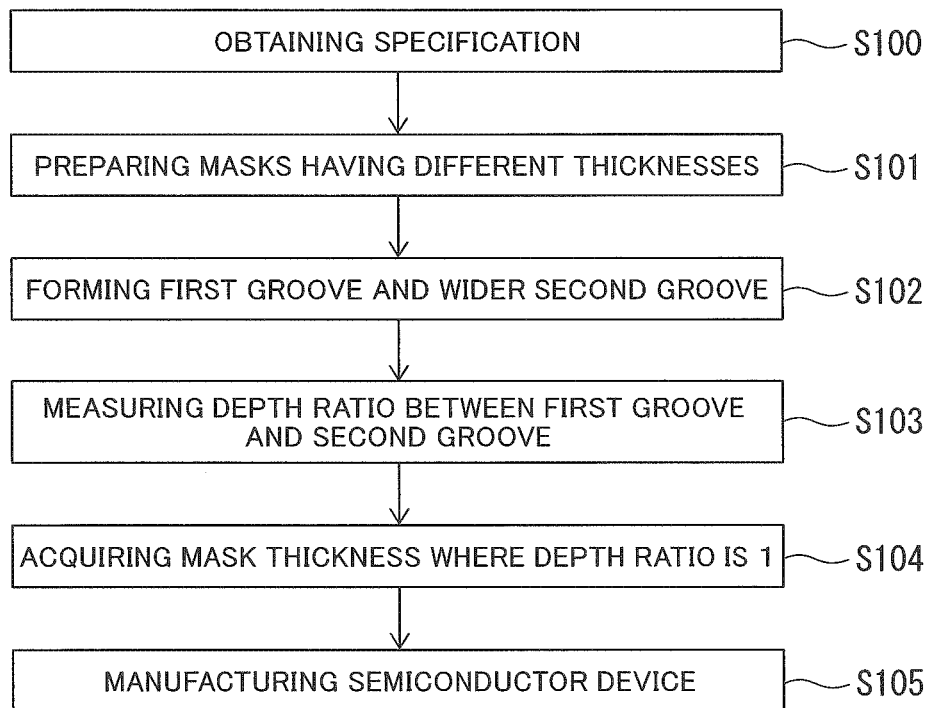 OBTAINING SPECIFICATION S100
PREPARING MASKS HAVING DIFFERENT THICKNESSES S101
FORMING FIRST GROOVE AND WIDER SECOND GROOVE S102
MEASURING DEPTH RATIO BETWEEN FIRST GROOVE
AND SECOND GROOVE S103
ACQUIRING MASK THICKNESS WHERE DEPTH RATIO IS 1 S104
MANUFACTURING SEMICONDUCTOR DEVICE S105